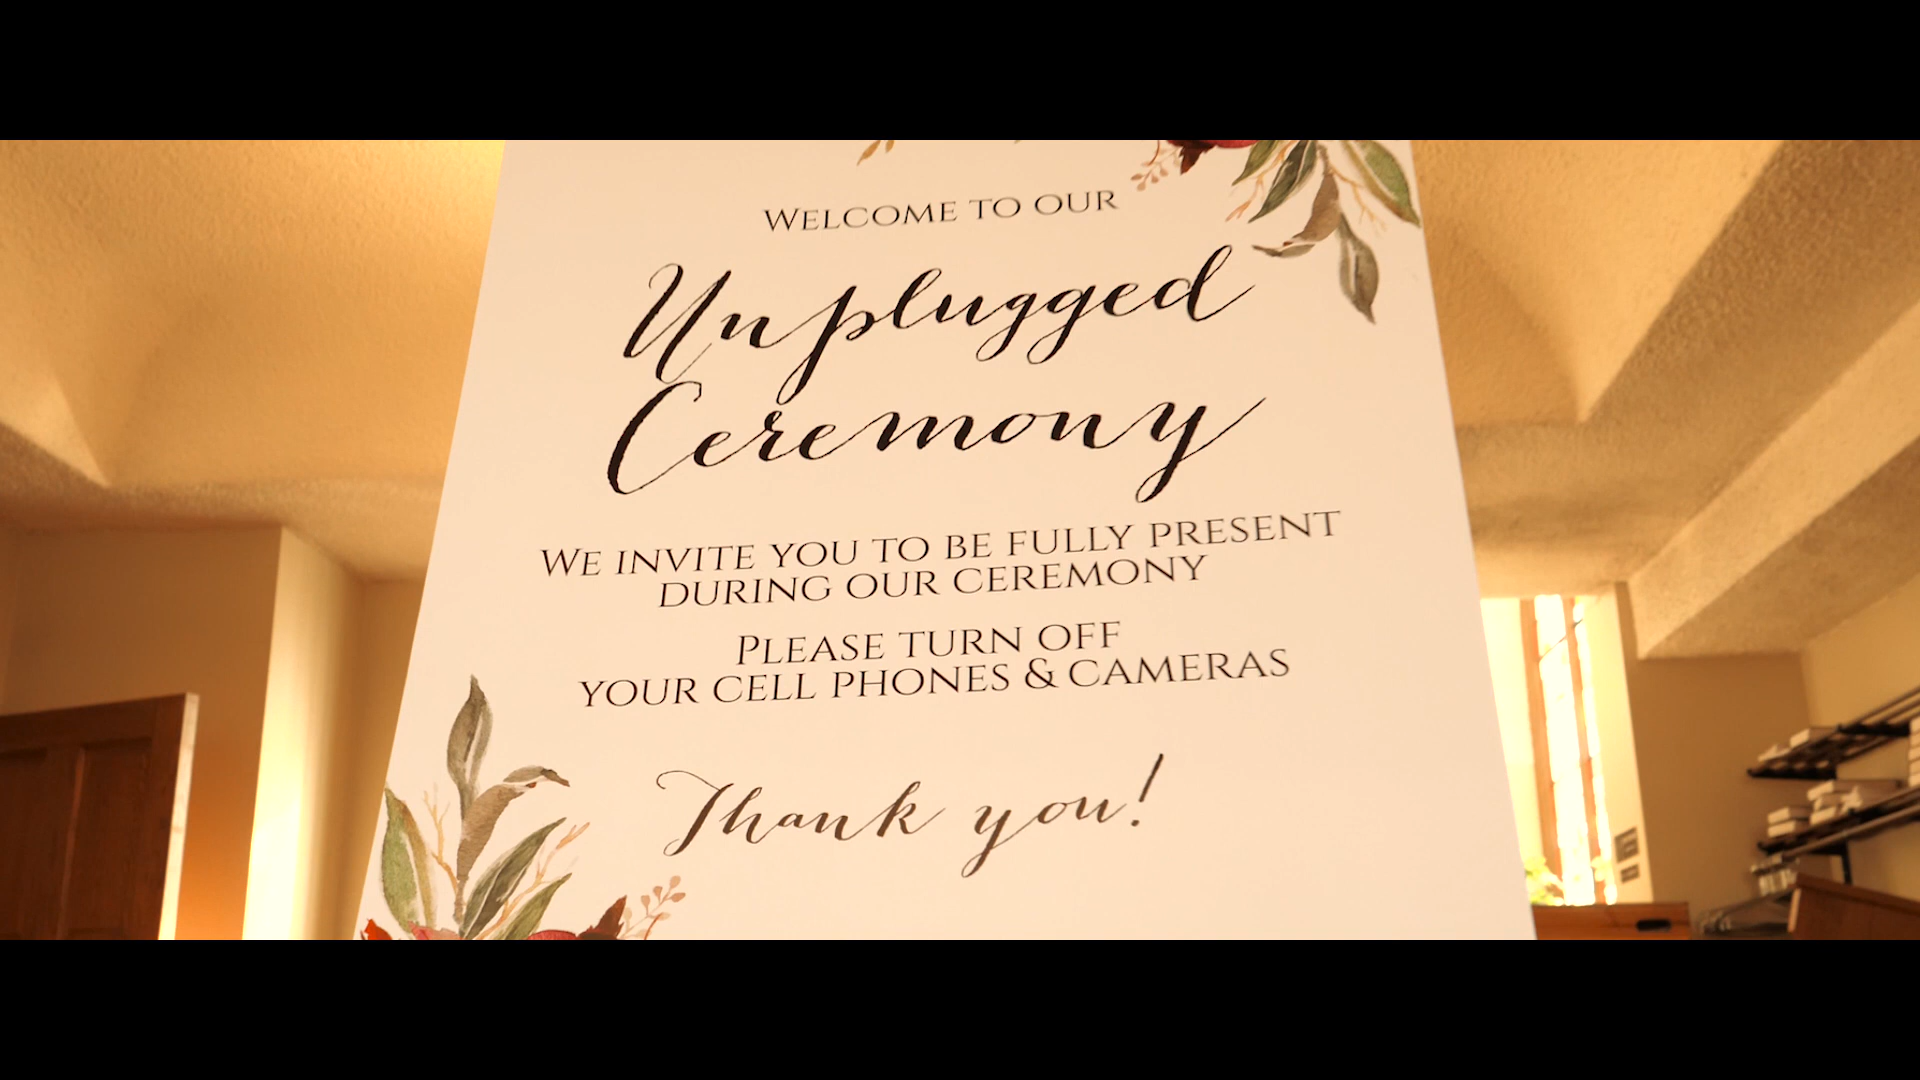 WELCOME TO OUR
Unplugged
Ceremony
WE INVITE YOU TO BE FULLY PRESENT
DURING OUR CEREMONY
PLEASE TURN OFF
YOUR CELL PHONES & CAMERAS
Thank you!